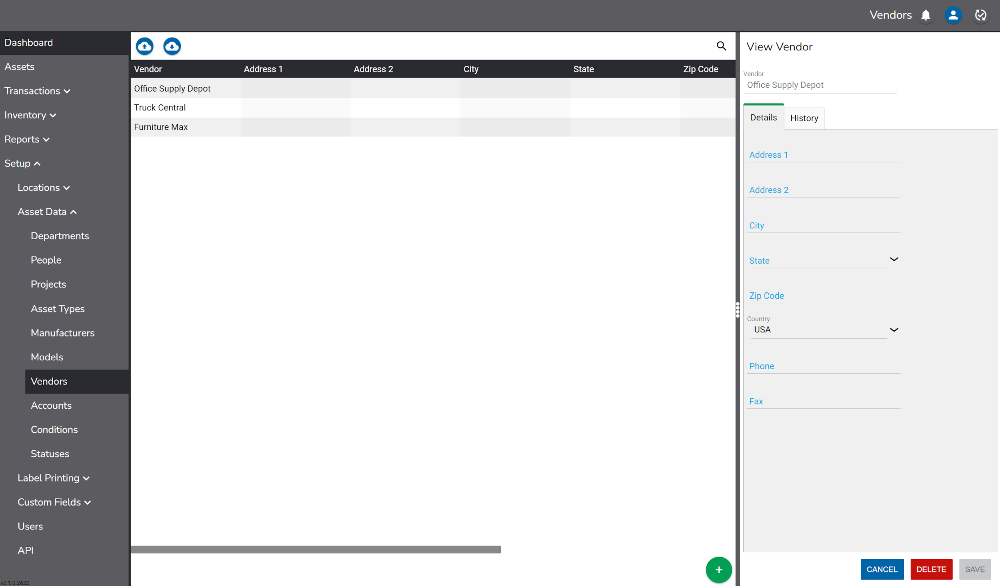 Vendors
Dashboard
Assets
Transactions
Inventory
Reports
Setup
Locations
Asset Data
Departments
People
Projects
Asset Types
Manufacturers
Models
Vendors
Accounts
Conditions
Statuses
Label Printing
Custom Fields
Users
API
v2.1.0.2622
Vendor Address 1 Address 2 City State Zip Code
Office Supply Depot
Truck Central
Furniture Max
View Vendor
Vendor
Office Supply Depot
Details History
Address 1
Address 2
City
State
Zip Code
Country
USA
Phone
Fax
CANCEL DELETE SAVE